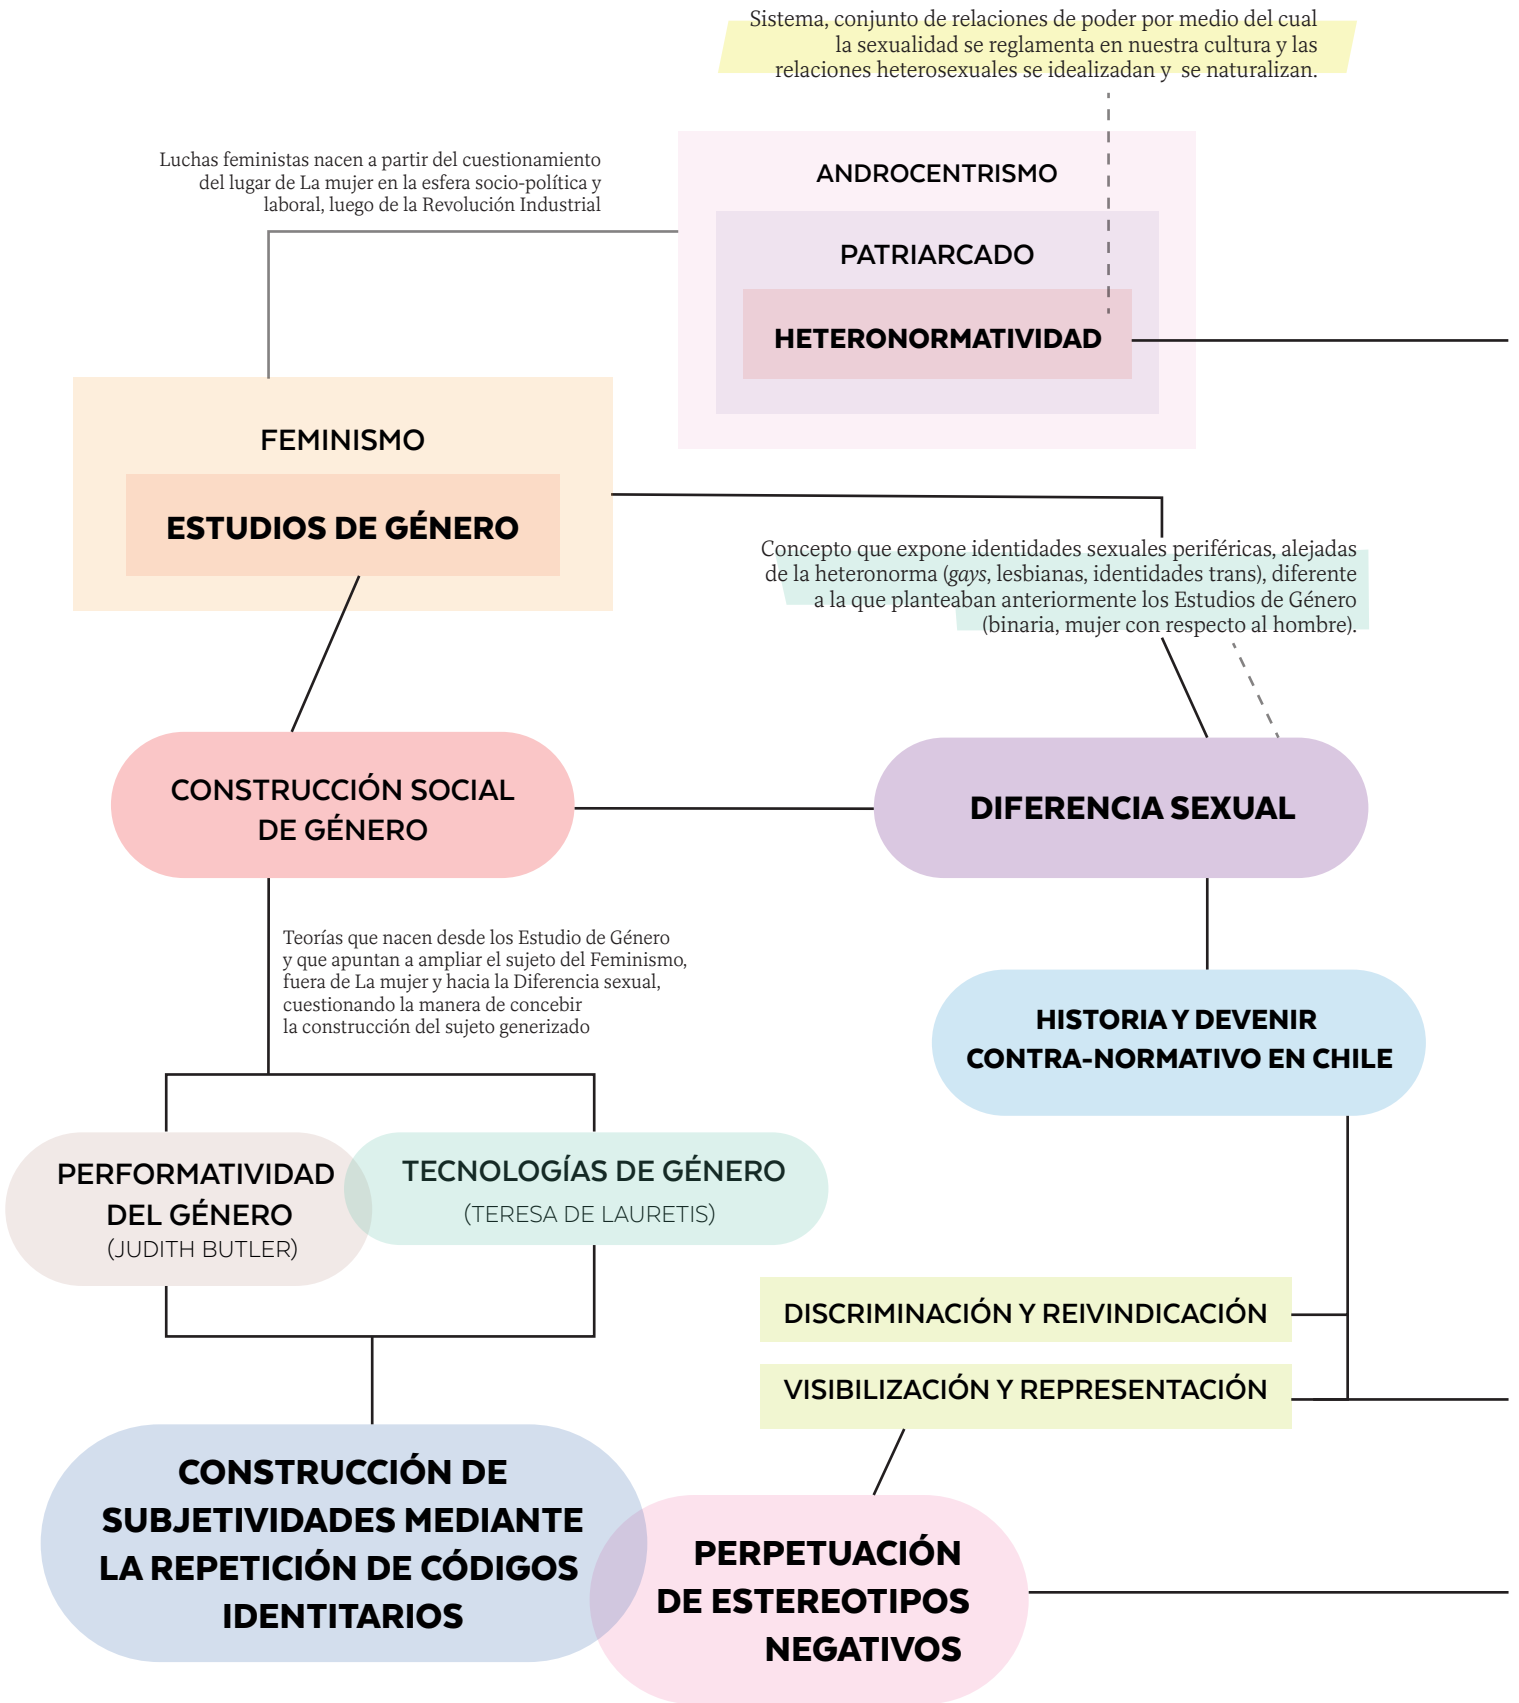 Sistema, conjunto de relaciones de poder por medio del cual
la sexualidad se reglamenta en nuestra cultura y las
relaciones heterosexuales se idealizadan y  se naturalizan.
Luchas feministas nacen a partir del cuestionamiento
del lugar de La mujer en la esfera socio-política y
laboral, luego de la Revolución Industrial
ANDROCENTRISMO
PATRIARCADO
HETERONORMATIVIDAD
FEMINISMO
ESTUDIOS DE GÉNERO
Concepto que expone identidades sexuales periféricas, alejadas
de la heteronorma (gays, lesbianas, identidades trans), diferente
a la que planteaban anteriormente los Estudios de Género
(binaria, mujer con respecto al hombre).
CONSTRUCCIÓN SOCIAL
DE GÉNERO
DIFERENCIA SEXUAL
Teorías que nacen desde los Estudio de Género
y que apuntan a ampliar el sujeto del Feminismo,
fuera de La mujer y hacia la Diferencia sexual,
cuestionando la manera de concebir
la construcción del sujeto generizado
HISTORIA Y DEVENIR
CONTRA-NORMATIVO EN CHILE
PERFORMATIVIDAD
DEL GÉNERO
(JUDITH BUTLER)
TECNOLOGÍAS DE GÉNERO
(TERESA DE LAURETIS)
DISCRIMINACIÓN Y REIVINDICACIÓN
VISIBILIZACIÓN Y REPRESENTACIÓN
CONSTRUCCIÓN DE
SUBJETIVIDADES MEDIANTE
LA REPETICIÓN DE CÓDIGOS
IDENTITARIOS
PERPETUACIÓN
DE ESTEREOTIPOS
NEGATIVOS